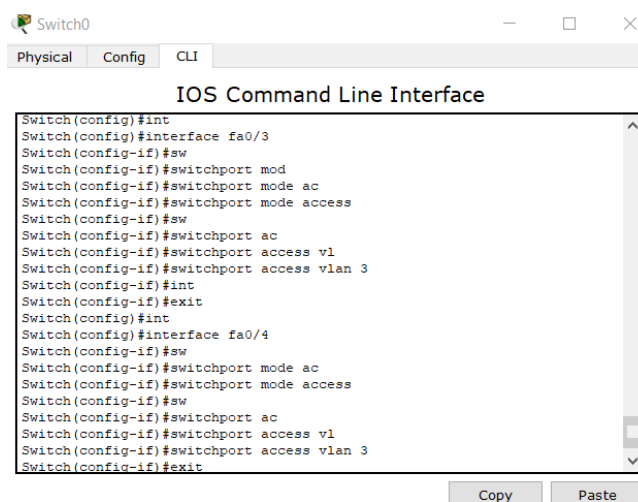 Switch0
Physical Config CLI
IOS Command Line Interface
Switch(config)#int
Switch(config)#interface fa0/3
Switch(config-if)#sw
Switch(config-if)#switchport mod
Switch(config-if)#switchport mode ac
Switch(config-if)#switchport mode access
Switch(config-if)#sw
Switch(config-if)#switchport ac
Switch(config-if)#switchport access vl
Switch(config-if)#switchport access vlan 3
Switch(config-if)#int
Switch(config-if)#exit
Switch(config)#int
Switch(config)#interface fa0/4
Switch(config-if)#sw
Switch(config-if)#switchport mode ac
Switch(config-if)#switchport mode access
Switch(config-if)#sw
Switch(config-if)#switchport ac
Switch(config-if)#switchport access vl
Switch(config-if)#switchport access vlan 3
Switch(config-if)#exit
Copy Paste